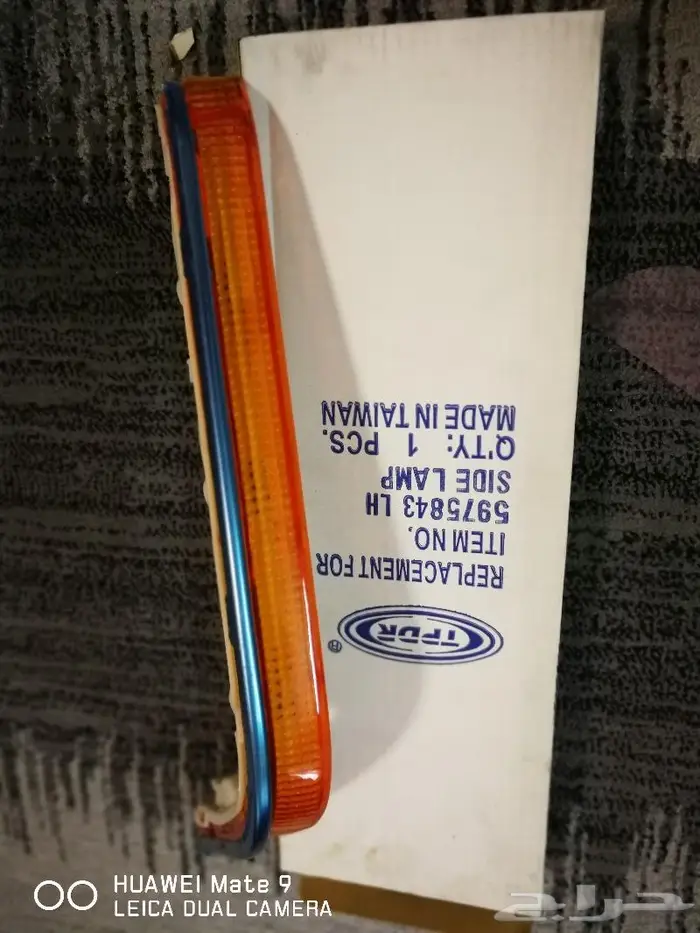 TPDR®
REPLACEMENT FOR
ITEM NO.
5975843 LH
SIDE LAMP
Q'TY: 1 PCS.
MADE IN TAIWAN
HUAWEI Mate 9
LEICA DUAL CAMERA
حراج